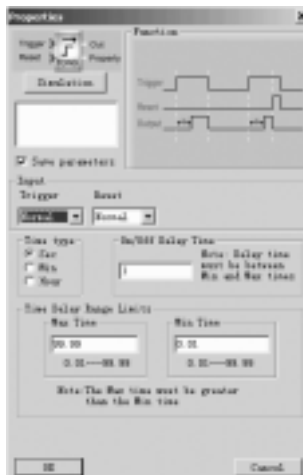 Properties
Trigger
Out
Reset
Property
Simulation
Save parameters
Function
Trigger
Reset
Output
Input
Trigger
Reset
Normal
Normal
Time type
Sec
Min
Hour
On/Off Delay Time
1
Note: Delay time
must be between
Min and Max times
Time Delay Range Limits
Max Time
99.99
0.01---99.99
Min Time
0.01
0.01---99.99
Note:The Max time must be greater
than the Min time
OK
Cancel